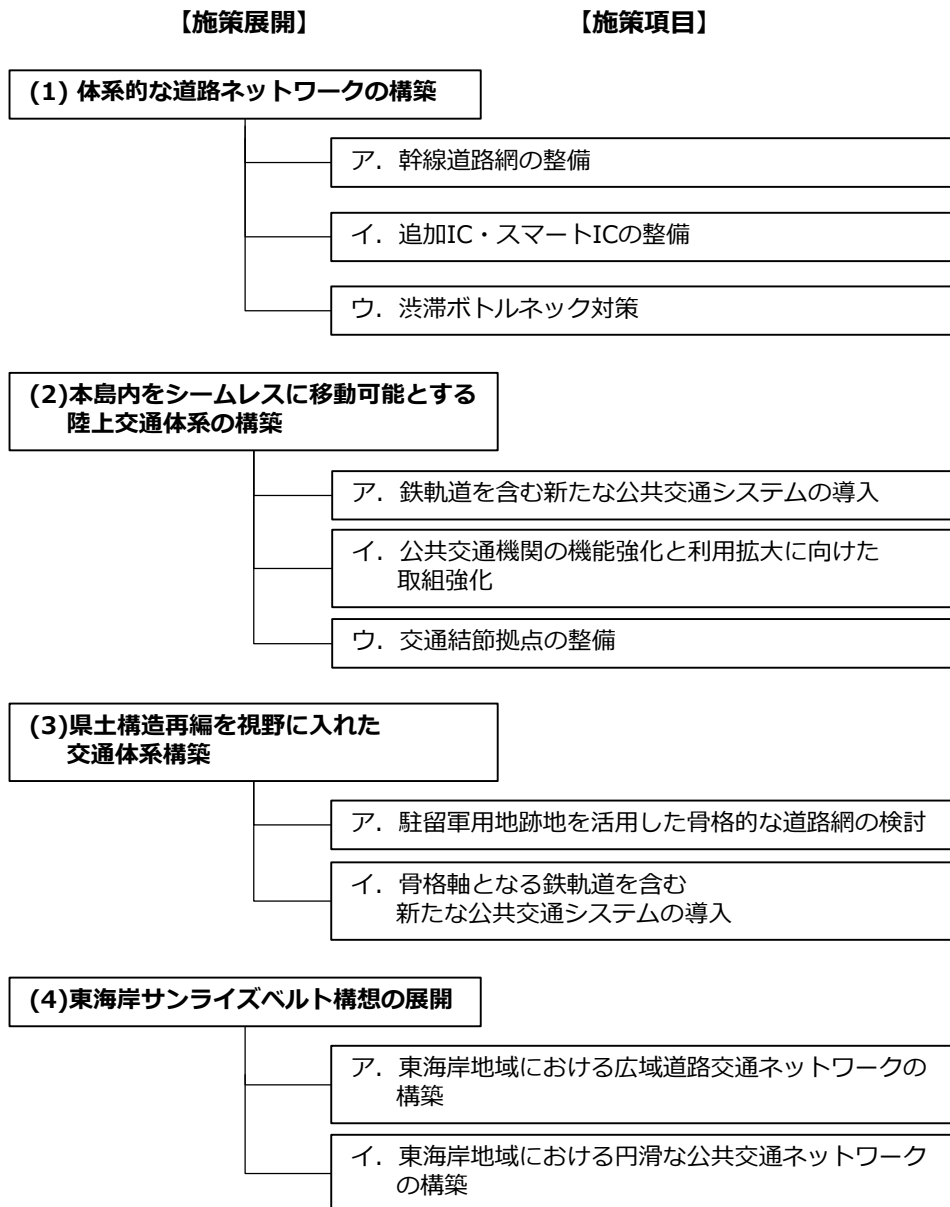 【施策展開】 【施策項目】
(1) 体系的な道路ネットワークの構築
ア．幹線道路網の整備
イ．追加IC・スマートICの整備
ウ．渋滞ボトルネック対策
(2)本島内をシームレスに移動可能とする
陸上交通体系の構築
ア．鉄軌道を含む新たな公共交通システムの導入
イ．公共交通機関の機能強化と利用拡大に向けた
取組強化
ウ．交通結節拠点の整備
(3)県土構造再編を視野に入れた
交通体系構築
ア．駐留軍用地跡地を活用した骨格的な道路網の検討
イ．骨格軸となる鉄軌道を含む
新たな公共交通システムの導入
(4)東海岸サンライズベルト構想の展開
ア．東海岸地域における広域道路交通ネットワークの
構築
イ．東海岸地域における円滑な公共交通ネットワーク
の構築